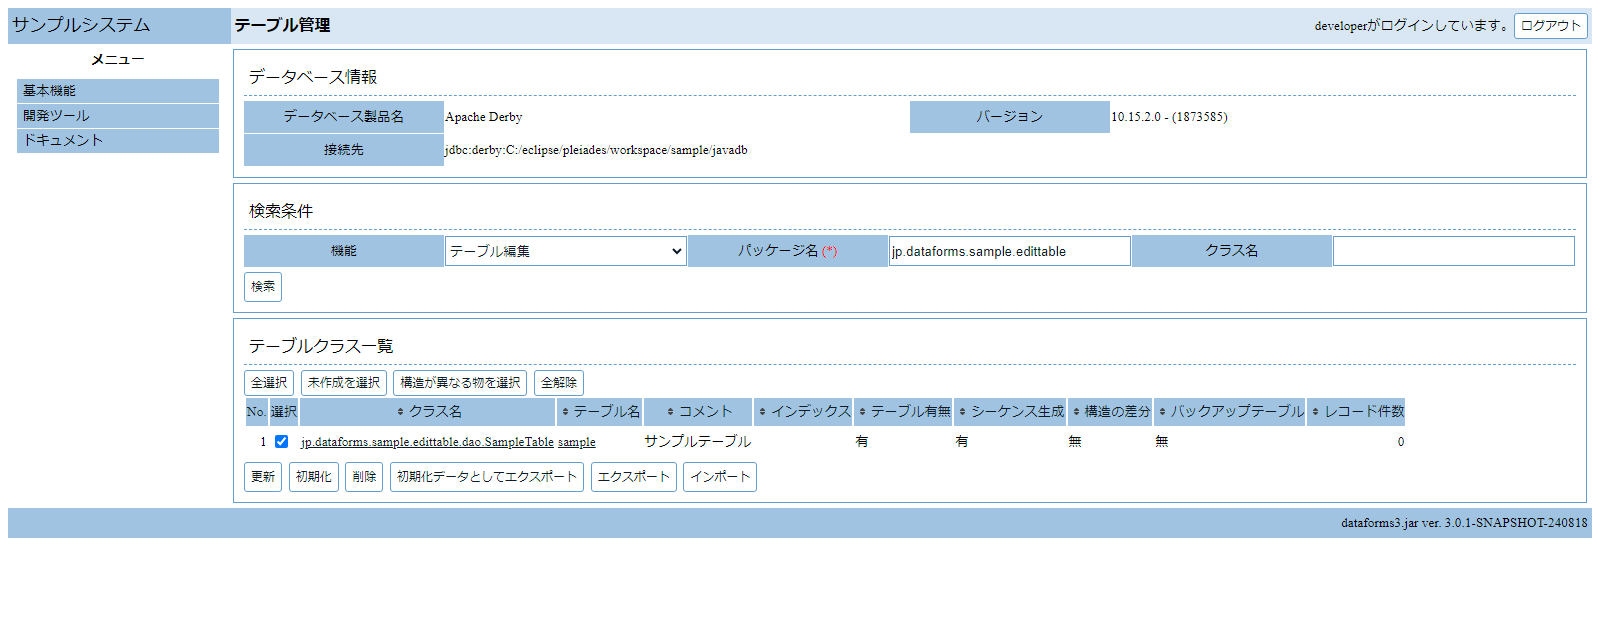 サンプルシステム
テーブル管理
developerがログインしています。 ログアウト
メニュー
基本機能
開発ツール
ドキュメント
データベース情報
データベース製品名 Apache Derby バージョン 10.15.2.0 - (1873585)
接続先 jdbc:derby:C:/eclipse/pleiades/workspace/sample/javadb
検索条件
機能 テーブル編集 パッケージ名 (*) jp.dataforms.sample.edittable クラス名
検索
テーブルクラス一覧
全選択 未作成を選択 構造が異なる物を選択 全解除
No. 選択 クラス名 テーブル名 コメント インデックス テーブル有無 シーケンス生成 構造の差分 バックアップテーブル レコード件数
1 jp.dataforms.sample.edittable.dao.SampleTable sample サンプルテーブル 有 有 無 無 0
更新 初期化 削除 初期化データとしてエクスポート エクスポート インポート
dataforms3.jar ver. 3.0.1-SNAPSHOT-240818